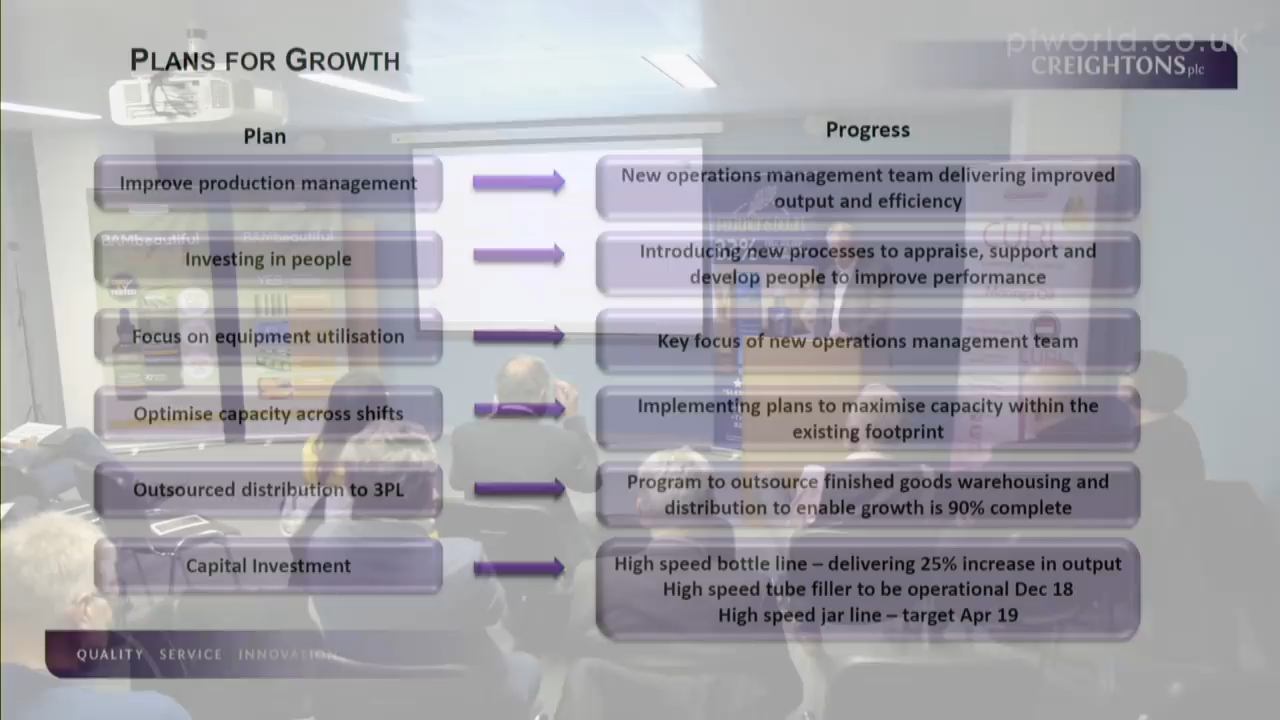 PLANS FOR GROWTH
piworld.co.uk
CREIGHTONS plc
Plan
Progress
Improve production management
New operations management team delivering improved
output and efficiency
Investing in people
Introducing new processes to appraise, support and
develop people to improve performance
Focus on equipment utilisation
Key focus of new operations management team
Optimise capacity across shifts
Implementing plans to maximise capacity within the
existing footprint
Outsourced distribution to 3PL
Program to outsource finished goods warehousing and
distribution to enable growth is 90% complete
Capital Investment
High speed bottle line – delivering 25% increase in output
High speed tube filler to be operational Dec 18
High speed jar line – target Apr 19
QUALITY SERVICE INNOVATION
BAMbeautiful
BAMbeautiful
CURL